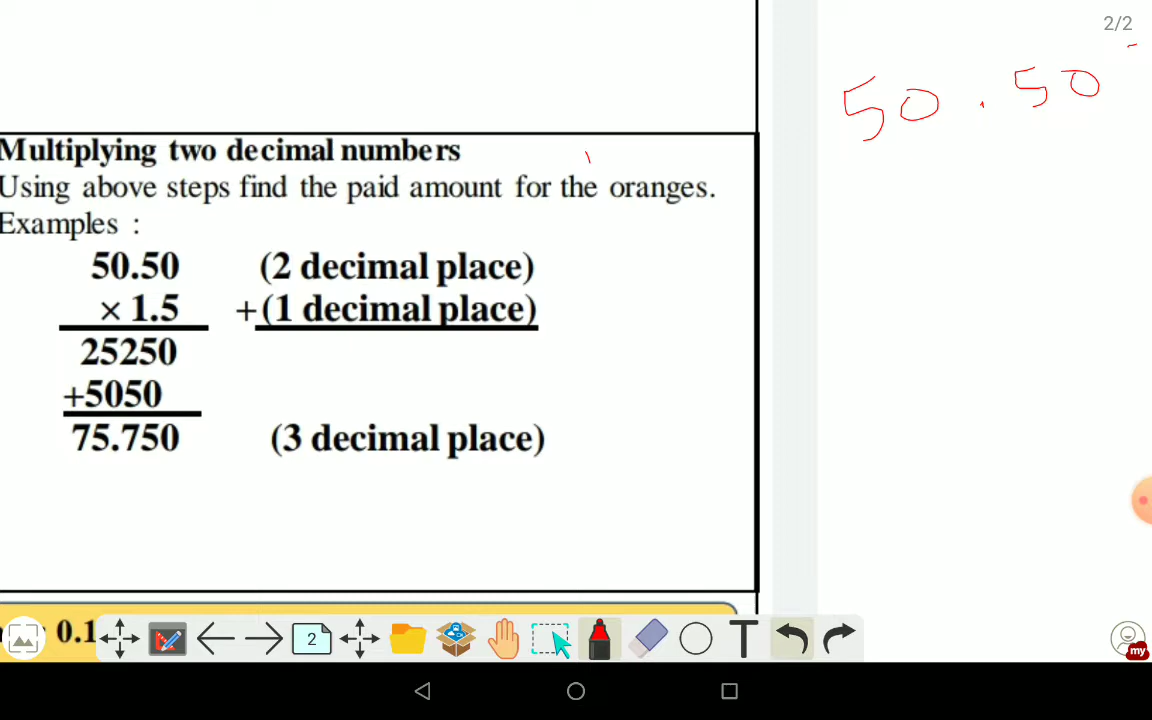 2/2
50.50
Multiplying two decimal numbers
Using above steps find the paid amount for the oranges.
Examples :
50.50 (2 decimal place)
× 1.5 +(1 decimal place)
25250
+5050
75.750 (3 decimal place)
0.1
2
T
my